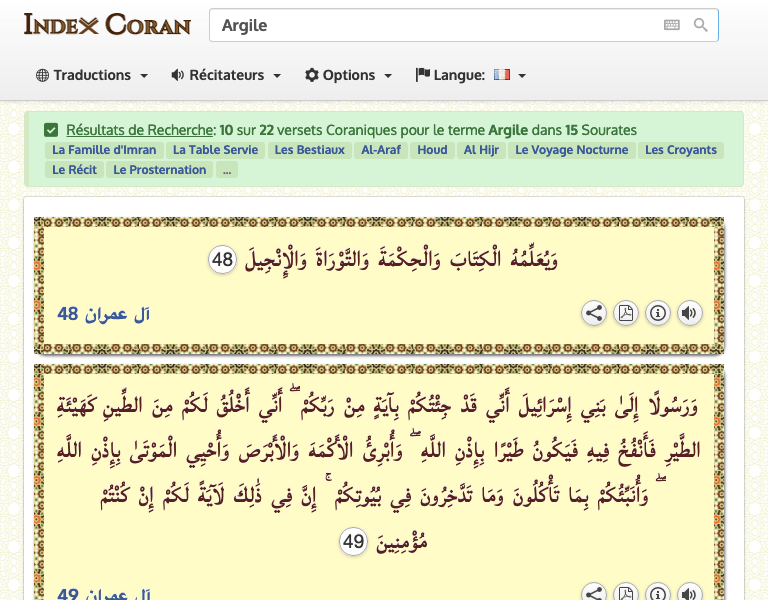 Index Coran
Argile
Traductions
Récitateurs
Options
Langue:
Résultats de Recherche: 10 sur 22 versets Coraniques pour le terme Argile dans 15 Sourates
La Famille d'Imran La Table Servie Les Bestiaux Al-Araf Houd Al Hijr Le Voyage Nocturne Les Croyants
Le Récit Le Prosternation ...
وَيُعَلِّمُهُ الْكِتَابَ وَالْحِكْمَةَ وَالتَّوْرَاةَ وَالْإِنْجِيلَ 48
آل عمران 48
وَرَسُولًا إِلَىٰ بَنِي إِسْرَائِيلَ أَنِّي قَدْ جِئْتُكُمْ بِآيَةٍ مِنْ رَبِّكُمْ ۖ أَنِّي أَخْلُقُ لَكُمْ مِنَ الطِّينِ كَهَيْئَةِ
الطَّيْرِ فَأَنْفُخُ فِيهِ فَيَكُونُ طَيْرًا بِإِذْنِ اللَّهِ ۖ وَأُبْرِئُ الْأَكْمَهَ وَالْأَبْرَصَ وَأُحْيِي الْمَوْتَىٰ بِإِذْنِ اللَّهِ
ۖ وَأُنَبِّئُكُمْ بِمَا تَأْكُلُونَ وَمَا تَدَّخِرُونَ فِي بُيُوتِكُمْ ۚ إِنَّ فِي ذَٰلِكَ لَآيَةً لَكُمْ إِنْ كُنْتُمْ
مُؤْمِنِينَ 49
آل عمران 49